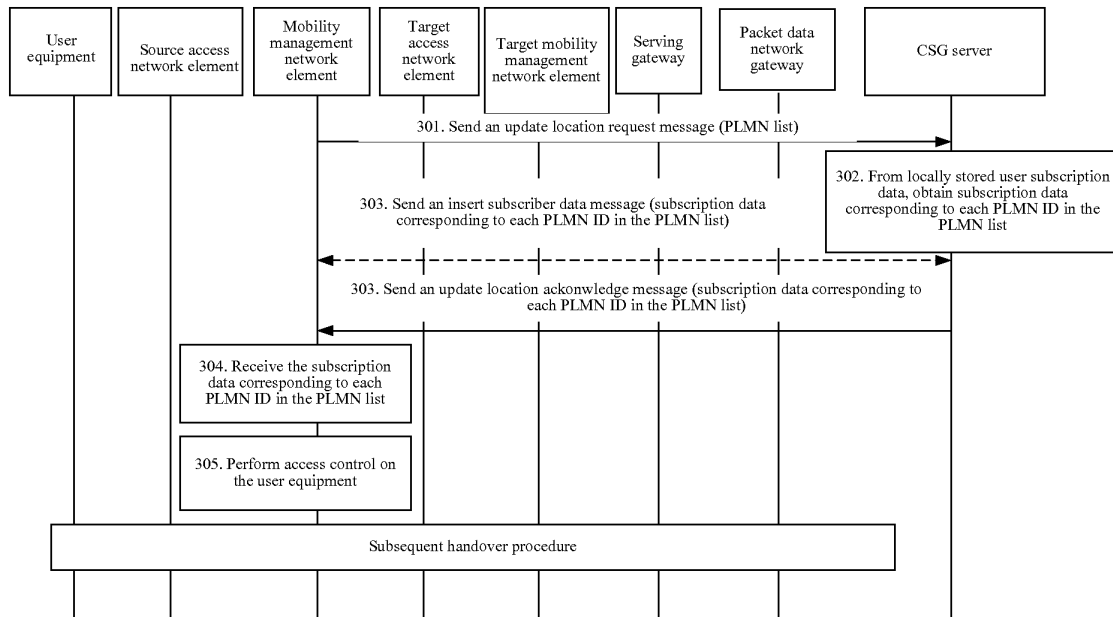 User
equipment
Source access
network element
Mobility
management
network
element
Target
access
network
element
Target mobility
management
network element
Serving
gateway
Packet data
network
gateway
CSG server
301. Send an update location request message (PLMN list)
302. From locally stored user subscription
data, obtain subscription data
corresponding to each PLMN ID in the
PLMN list
303. Send an insert subscriber data message (subscription data
corresponding to each PLMN ID in the PLMN list)
303. Send an update location ackonwledge message (subscription data corresponding to
each PLMN ID in the PLMN list)
304. Receive the subscription
data corresponding to each
PLMN ID in the PLMN list
305. Perform access control on
the user equipment
Subsequent handover procedure